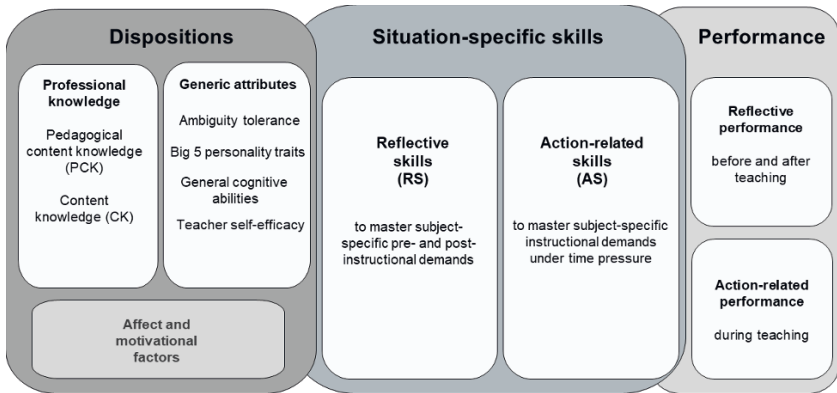 Dispositions
Professional
knowledge
Pedagogical
content knowledge
(PCK)
Content
knowledge (CK)
Generic attributes
Ambiguity tolerance
Big 5 personality traits
General cognitive
abilities
Teacher self-efficacy
Affect and
motivational
factors
Situation-specific skills
Reflective
skills
(RS)
to master subject-
specific pre- and post-
instructional demands
Action-related
skills
(AS)
to master subject-specific
instructional demands
under time pressure
Performance
Reflective
performance
before and after
teaching
Action-related
performance
during teaching